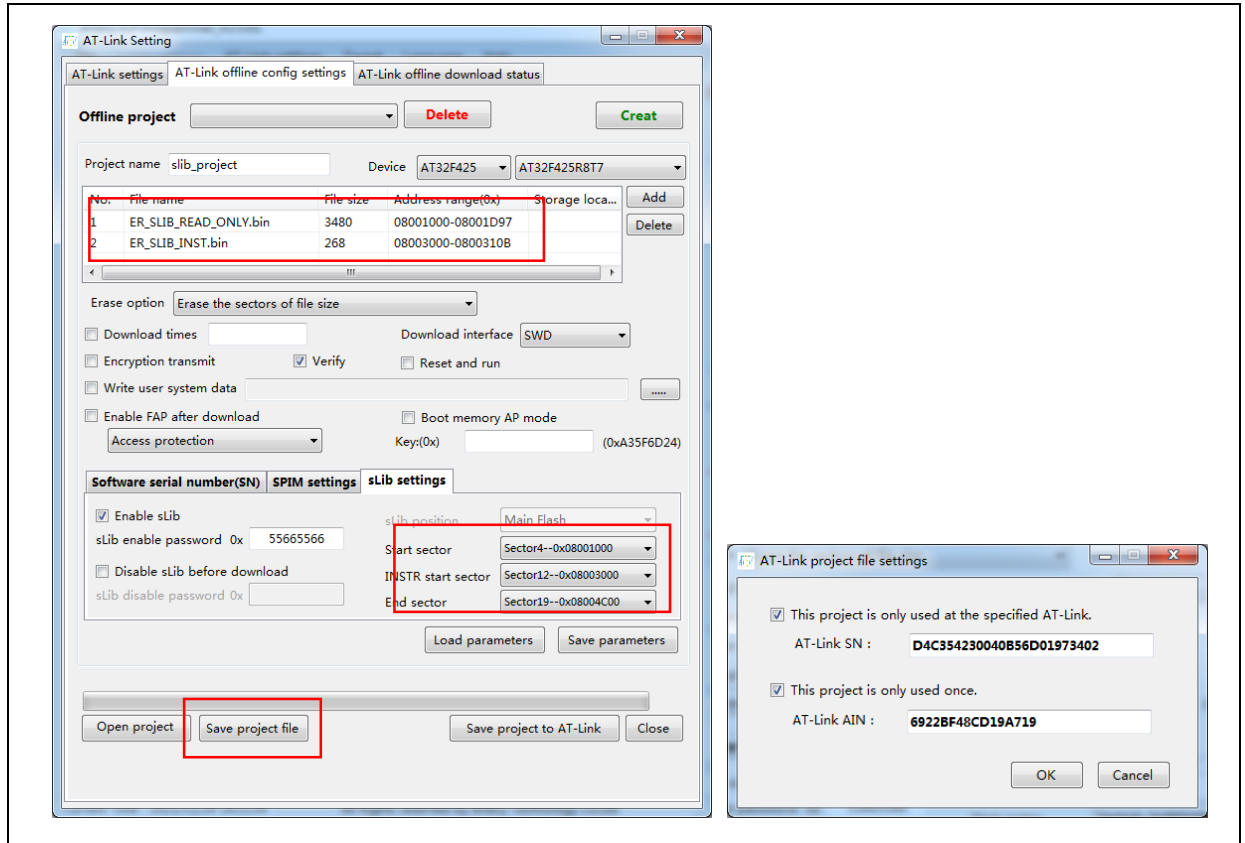 AT-Link Setting
AT-Link settings AT-Link offline config settings AT-Link offline download status
Offline project Delete Creat
Project name slib_project Device AT32F425 AT32F425R8T7
No. File name File size Address range(0x) Storage loca... Add
1 ER_SLIB_READ_ONLY.bin 3480 08001000-08001D97 Delete
2 ER_SLIB_INST.bin 268 08003000-0800310B
Erase option Erase the sectors of file size
Download times Download interface SWD
Encryption transmit Verify Reset and run
Write user system data .....
Enable FAP after download Boot memory AP mode
Access protection Key:(0x) (0xA35F6D24)
Software serial number(SN) SPIM settings sLib settings
Enable sLib sLib position Main Flash
sLib enable password 0x 55665566 Start sector Sector4--0x08001000
Disable sLib before download INSTR start sector Sector12--0x08003000
sLib disable password 0x End sector Sector19--0x08004C00
Load parameters Save parameters
Open project Save project file Save project to AT-Link Close
AT-Link project file settings
This project is only used at the specified AT-Link.
AT-Link SN : D4C354230040B56D01973402
This project is only used once.
AT-Link AIN : 6922BF48CD19A719
OK Cancel